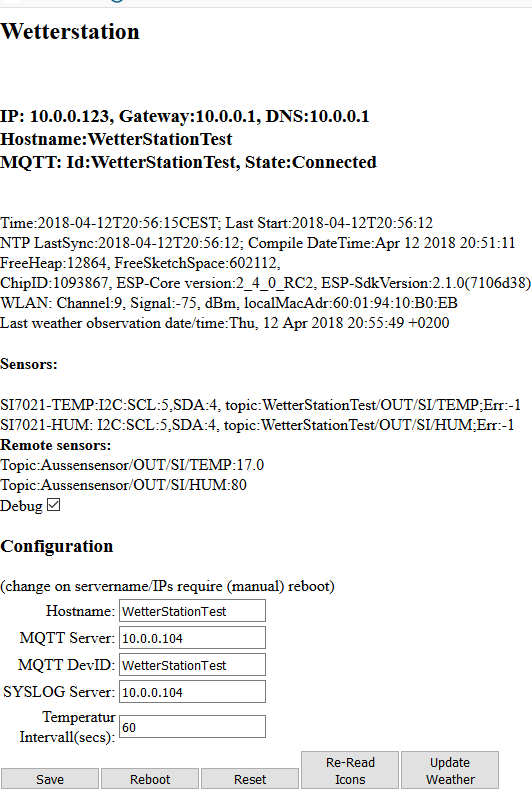 Wetterstation
IP: 10.0.0.123, Gateway:10.0.0.1, DNS:10.0.0.1
Hostname:WetterStationTest
MQTT: Id:WetterStationTest, State:Connected
Time:2018-04-12T20:56:15CEST; Last Start:2018-04-12T20:56:12
NTP LastSync:2018-04-12T20:56:12; Compile DateTime:Apr 12 2018 20:51:11
FreeHeap:12864, FreeSketchSpace:602112,
ChipID:1093867, ESP-Core version:2_4_0_RC2, ESP-SdkVersion:2.1.0(7106d38)
WLAN: Channel:9, Signal:-75, dBm, localMacAdr:60:01:94:10:B0:EB
Last weather observation date/time:Thu, 12 Apr 2018 20:55:49 +0200
Sensors:
SI7021-TEMP:I2C:SCL:5,SDA:4, topic:WetterStationTest/OUT/SI/TEMP;Err:-1
SI7021-HUM: I2C:SCL:5,SDA:4, topic:WetterStationTest/OUT/SI/HUM;Err:-1
Remote sensors:
Topic:Aussensensor/OUT/SI/TEMP:17.0
Topic:Aussensensor/OUT/SI/HUM:80
Debug
Configuration
(change on servername/IPs require (manual) reboot)
Hostname: WetterStationTest
MQTT Server: 10.0.0.104
MQTT DevID: WetterStationTest
SYSLOG Server: 10.0.0.104
Temperatur
Intervall(secs): 60
Save Reboot Reset Re-Read Icons Update Weather